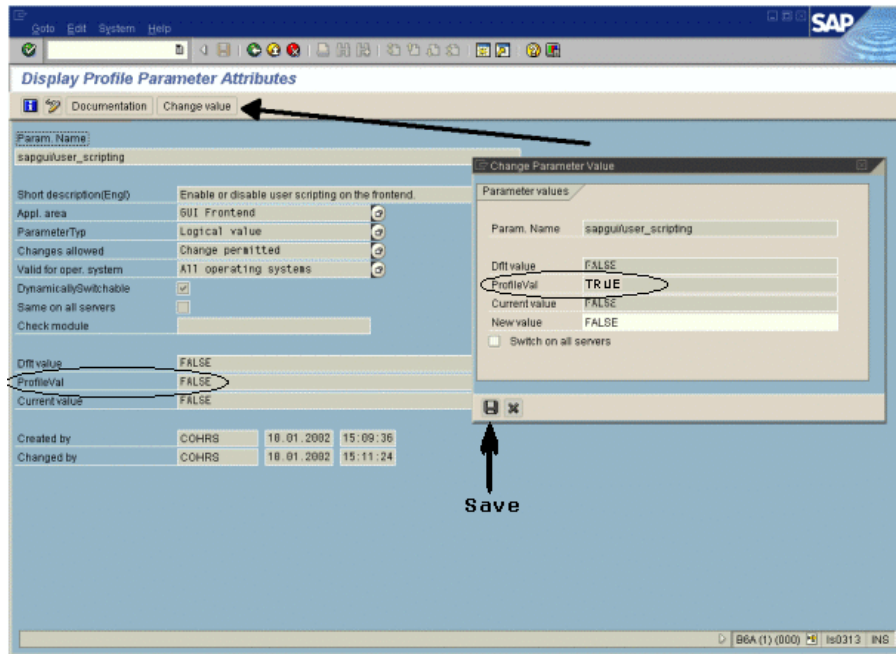 Goto Edit System Help
SAP
Display Profile Parameter Attributes
Documentation Change value
Param. Name
sapgui/user_scripting
Short description(Engl) Enable or disable user scripting on the frontend.
Appl. area GUI Frontend
ParameterTyp Logical value
Changes allowed Change permitted
Valid for oper. system All operating systems
DynamicallySwitchable
Same on all servers
Check module
Dflt value FALSE
ProfileVal FALSE
Current value FALSE
Created by COHRS 10.01.2002 15:09:36
Changed by COHRS 10.01.2002 15:11:24
Change Parameter Value
Parameter values
Param. Name sapgui/user_scripting
Dflt value FALSE
ProfileVal TRUE
Current value FALSE
New value FALSE
Switch on all servers
Save
B6A (1) (000) ls0313 INS